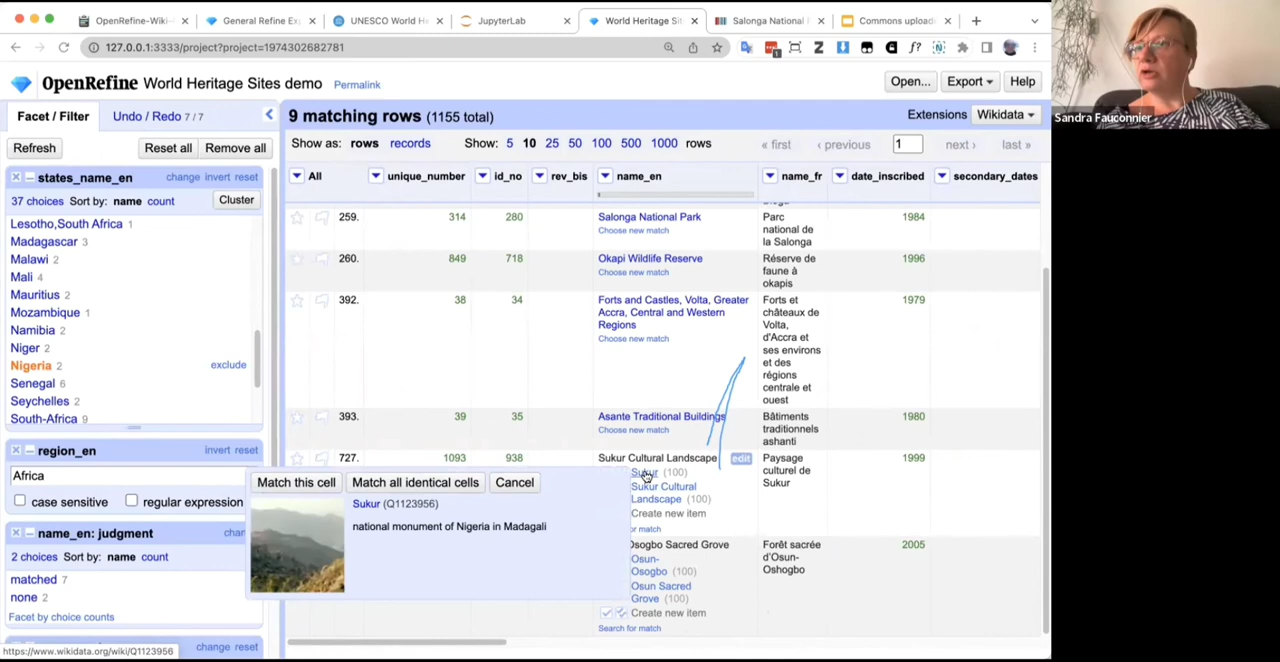 OpenRefine-Wiki
General Refine Ex
UNESCO World H
JupyterLab
World Heritage Si
Salonga National
Commons upload
127.0.0.1:3333/project?project=1974302682781
OpenRefine World Heritage Sites demo Permalink
Open... Export Help
Facet / Filter Undo / Redo 7 / 7
9 matching rows (1155 total)
Extensions Wikidata
Refresh Reset all Remove all
Show as: rows records Show: 5 10 25 50 100 500 1000 rows
« first ‹ previous 1 next › last »
states_name_en change invert reset
37 choices Sort by: name count Cluster
Lesotho,South Africa 1
Madagascar 3
Malawi 2
Mali 4
Mauritius 2
Mozambique 1
Namibia 2
Niger 2
Nigeria 2 exclude
Senegal 6
Seychelles 2
South-Africa 9
region_en invert reset
Africa
case sensitive regular expression
name_en: judgment
2 choices Sort by: name count
matched 7
none 2
Facet by choice counts
change reset
All unique_number id_no rev_bis name_en name_fr date_inscribed secondary_dates
259. 314 280 Salonga National Park
Choose new match
Parc
national de
la Salonga
1984
260. 849 718 Okapi Wildlife Reserve
Choose new match
Réserve de
faune à
okapis
1996
392. 38 34 Forts and Castles, Volta, Greater
Accra, Central and Western
Regions
Choose new match
Forts et
châteaux de
Volta,
d'Accra et
ses environs
et des
régions
centrale et
ouest
1979
393. 39 35 Asante Traditional Buildings
Choose new match
Bâtiments
traditionnels
ashanti
1980
727. 1093 938 Sukur Cultural Landscape edit
Sukur (100)
Sukur Cultural
Landscape (100)
Create new item
or match
Paysage
culturel de
Sukur
1999
Match this cell Match all identical cells Cancel
Sukur (Q1123956)
national monument of Nigeria in Madagali
Osogbo Sacred Grove
Osun-
Osogbo (100)
Osun Sacred
Grove (100)
Create new item
Search for match
Forêt sacrée
d'Osun-
Oshogbo
2005
https://www.wikidata.org/wiki/Q1123956
Sandra Fauconnier